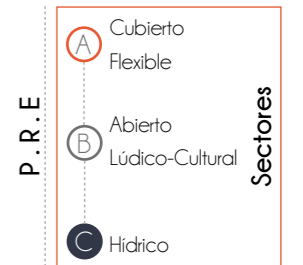 P.R.E
A
Cubierto
Flexible
B
Abierto
Lúdico-Cultural
C
Hídrico
Sectores